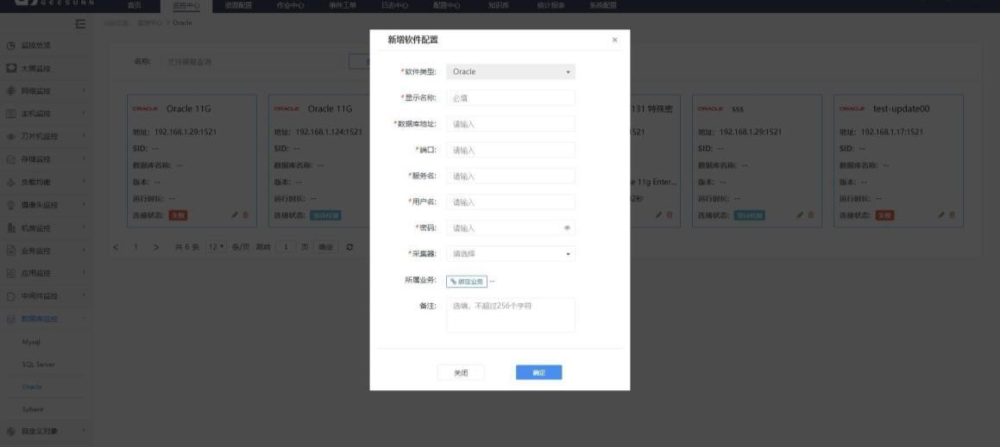 GEESUNN
首页 监控中心 资源配置 作业中心 事件工单 日志中心 配置中心 知识库 统计报表 系统配置
当前位置: 监控中心 > Oracle
监控总览
大屏监控
网络监控
主机监控
刀片机监控
存储监控
负载均衡
摄像头监控
机房监控
业务监控
应用监控
中间件监控
数据库监控
Mysql
SQL Server
Oracle
Sybase
自定义对象
名称: 支持模糊查询
ORACLE Oracle 11G
地址: 192.168.1.29:1521
SID: --
数据库名称: --
版本: --
运行时长: --
连接状态: 失败
ORACLE Oracle 11G
地址: 192.168.1.124:1521
SID: --
数据库名称: --
版本: --
运行时长: --
连接状态: 等待检测
131 特殊密
1521
e 11g Enter...
2秒
ORACLE sss
地址: 192.168.1.29:1521
SID: --
数据库名称: --
版本: --
运行时长: --
连接状态: 等待检测
ORACLE test-update00
地址: 192.168.1.17:1521
SID: --
数据库名称: --
版本: --
运行时长: --
连接状态: 失败
< 1 > 共 6 条 12 条/页 跳转 1 页 确定
新增软件配置 ×
*软件类型: Oracle
*显示名称: 必填
*数据库地址: 请输入
*端口: 请输入
*服务名: 请输入
*用户名: 请输入
*密码: 请输入
*采集器: 请选择
所属业务: 绑定业务 --
备注: 选填，不超过256个字符
关闭 确定